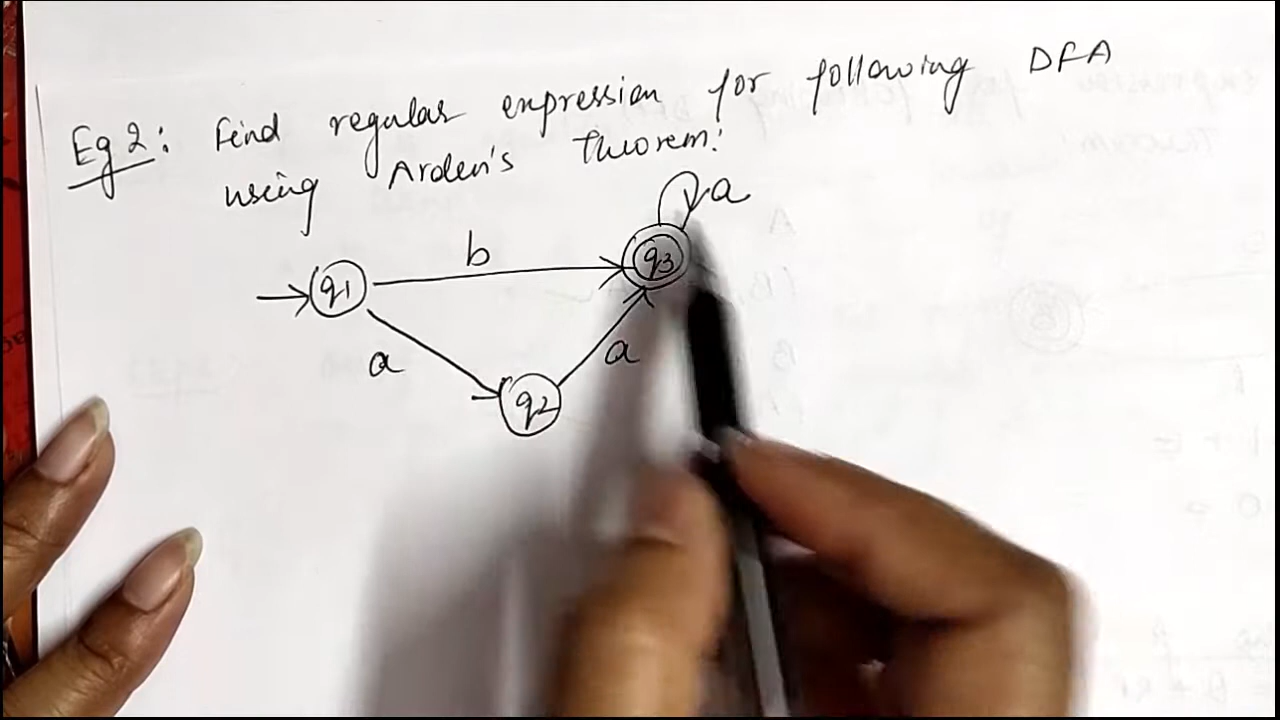 Eg 2: Find regular expression for following DFA
using Arden's Theorem:
a
b
q1
q3
a
a
q2